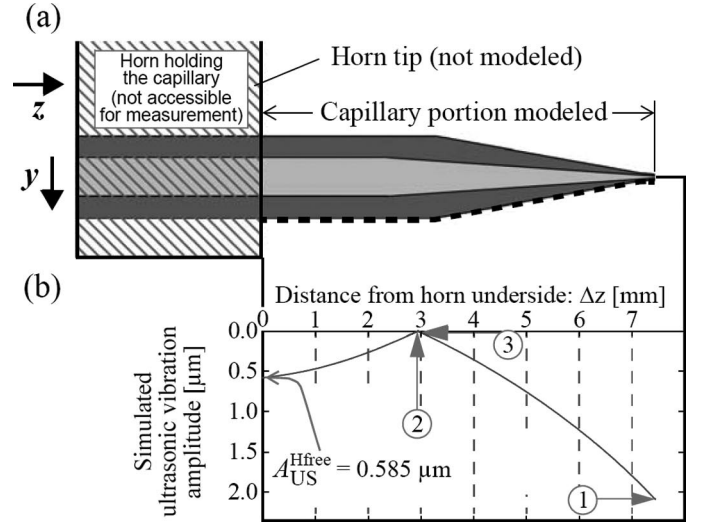 (a)
Horn holding
the capillary
(not accessible
for measurement)
Horn tip (not modeled)
z
Capillary portion modeled
y
(b)
Distance from horn underside: Δz [mm]
0 1 2 3 4 5 6 7
0.0
0.5
1.0
1.5
2.0
Simulated
ultrasonic vibration
amplitude [µm]
3
2
A_US^Hfree = 0.585 µm
1